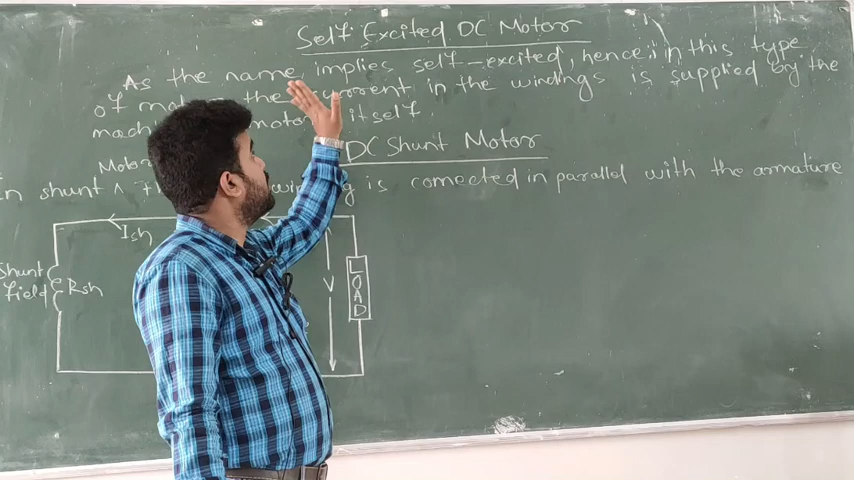 Self Excited DC Motor
As the name implies self-excited, hence in this type
of the current in the windings is supplied by the
itself.
DC Shunt Motor
Motor
In shunt ∧ is connected in parallel with the armature
Ish
Shunt
field
Rsh
V
LOAD